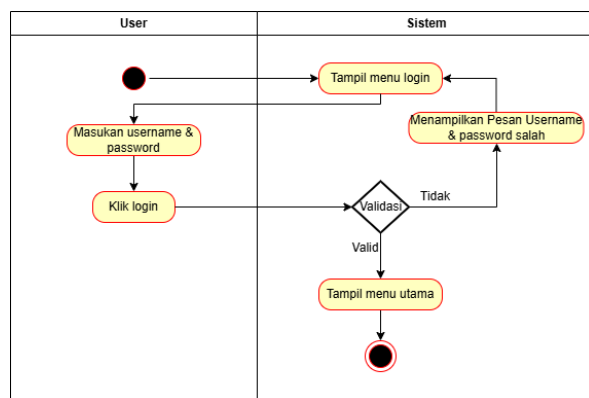 User
Sistem
Tampil menu login
Masukan username &
password
Menampilkan Pesan Username
& password salah
Klik login
Validasi
Tidak
Valid
Tampil menu utama